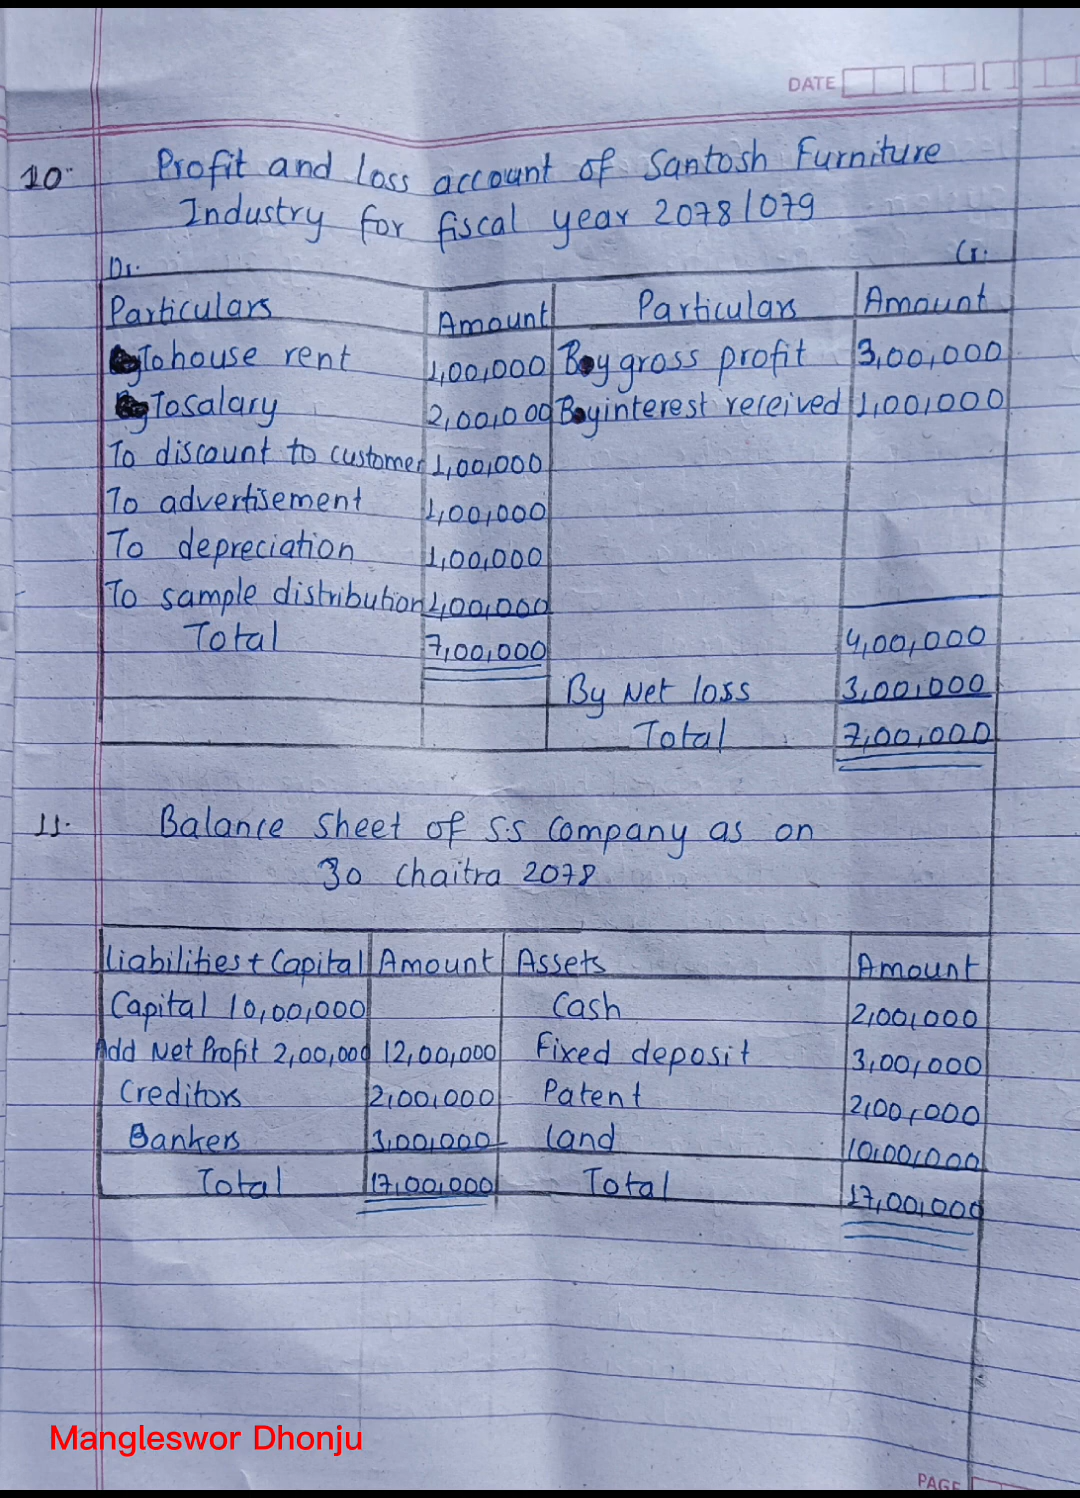 DATE
10. Profit and loss account of Santosh Furniture
Industry for fiscal year 2078/079
Dr. Cr.
Particulars Amount Particulars Amount
To house rent 1,00,000 By gross profit 3,00,000
To salary 2,00,000 By interest received 1,00,000
To discount to customer 1,00,000
To advertisement 1,00,000
To depreciation 1,00,000
To sample distribution 1,00,000
Total 7,00,000 4,00,000
By Net loss 3,00,000
Total 7,00,000
11. Balance sheet of S.S company as on
30 Chaitra 2078
Liabilities + Capital Amount Assets Amount
Capital 10,00,000 Cash 2,00,000
Add Net Profit 2,00,000 12,00,000 Fixed deposit 3,00,000
Creditors 2,00,000 Patent 2,00,000
Bankers 3,00,000 land 10,00,000
Total 17,00,000 Total 17,00,000
Mangleswor Dhonju
PAGE